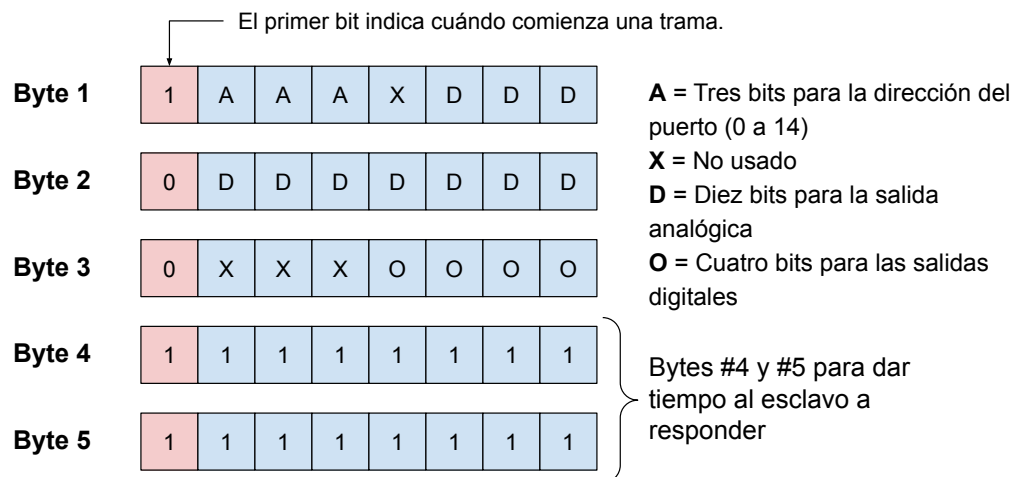 El primer bit indica cuándo comienza una trama.
Byte 1 1 A A A X D D D
Byte 2 0 D D D D D D D
Byte 3 0 X X X O O O O
Byte 4 1 1 1 1 1 1 1 1
Byte 5 1 1 1 1 1 1 1 1
A = Tres bits para la dirección del
puerto (0 a 14)
X = No usado
D = Diez bits para la salida
analógica
O = Cuatro bits para las salidas
digitales
Bytes #4 y #5 para dar
tiempo al esclavo a
responder